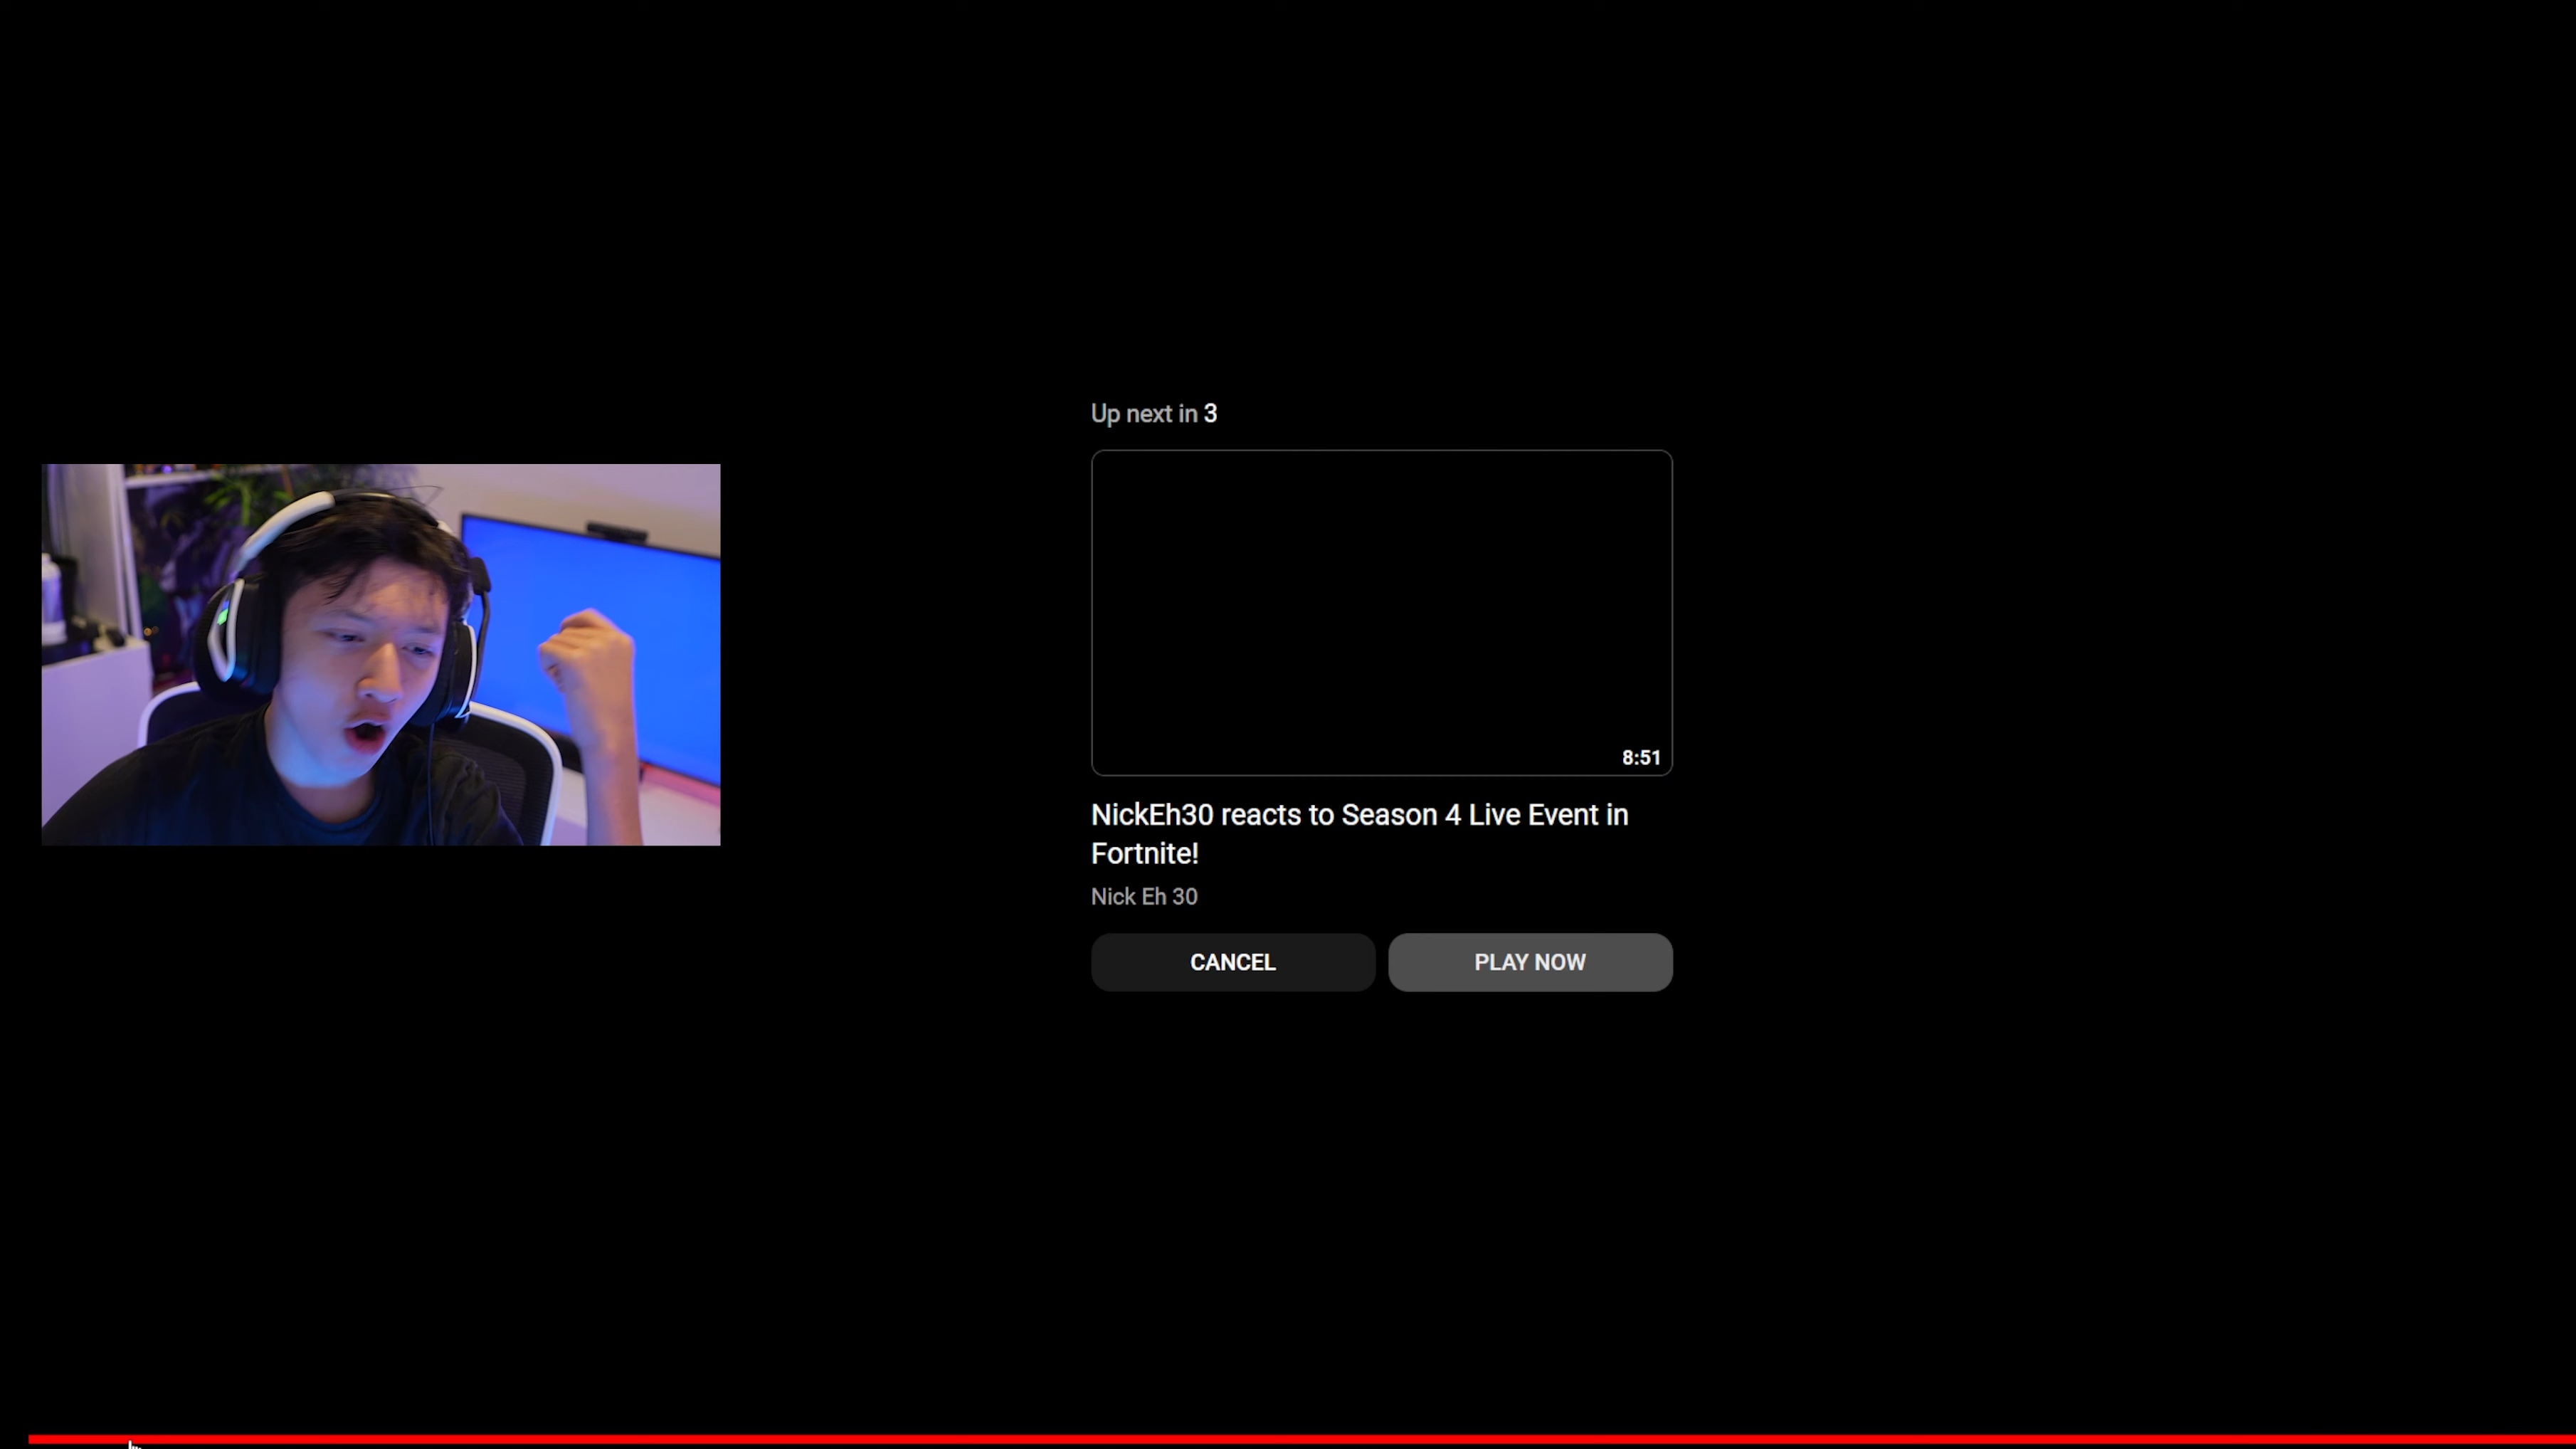 Up next in 3
8:51
NickEh30 reacts to Season 4 Live Event in
Fortnite!
Nick Eh 30
CANCEL
PLAY NOW